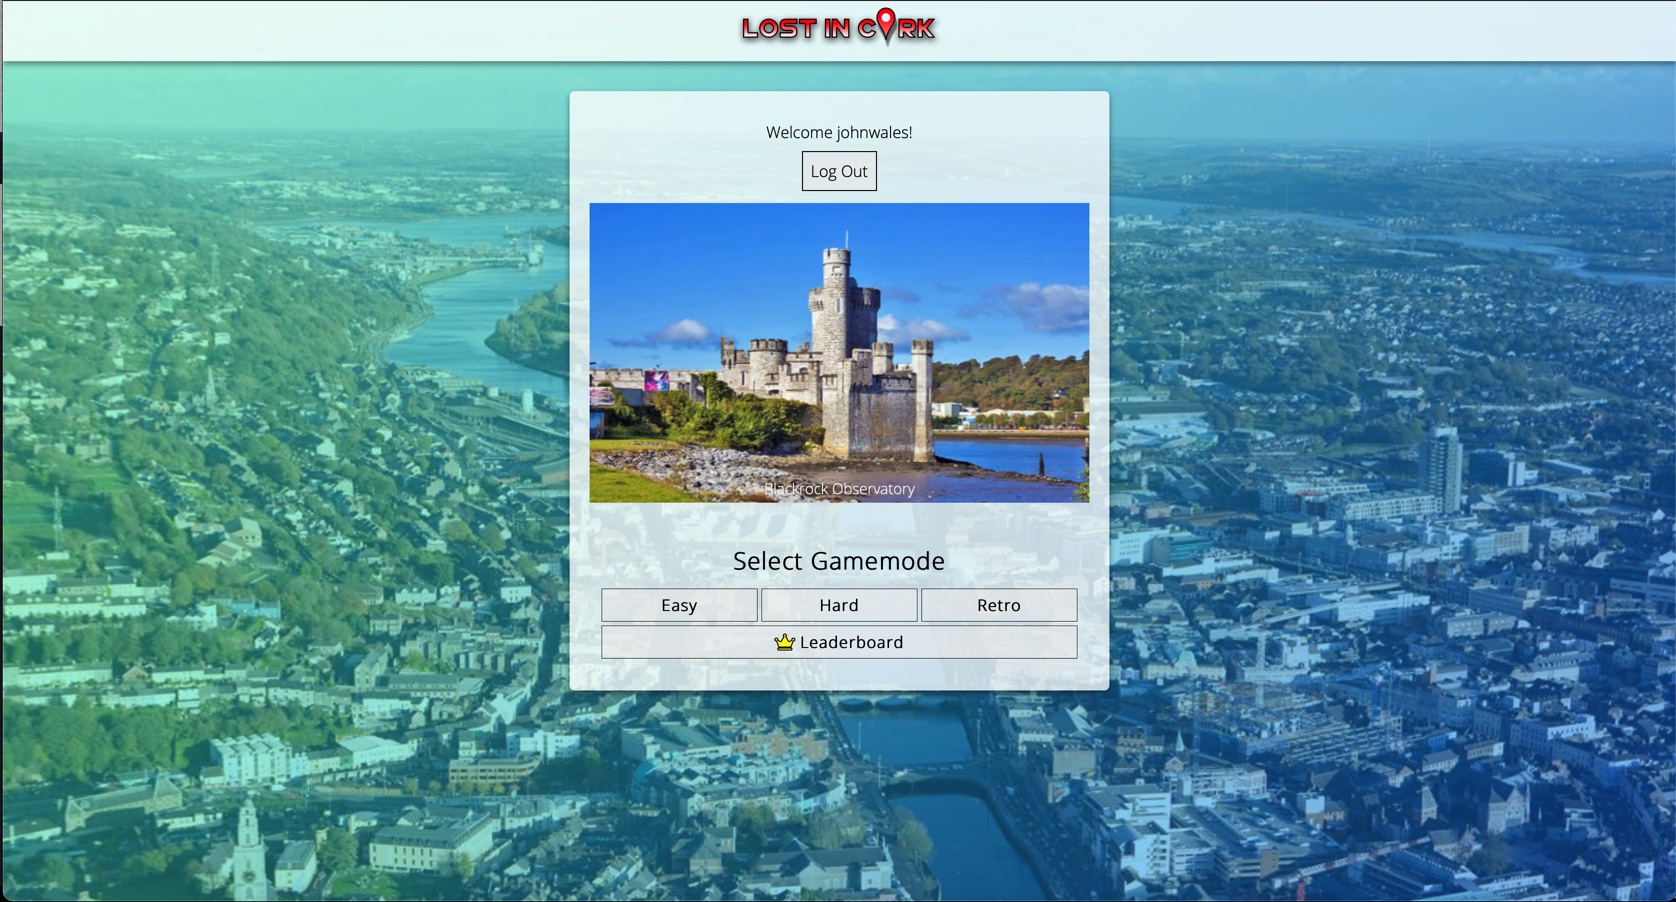 LOST IN CORK
Welcome johnwales!
Log Out
Blackrock Observatory
Select Gamemode
Easy
Hard
Retro
Leaderboard